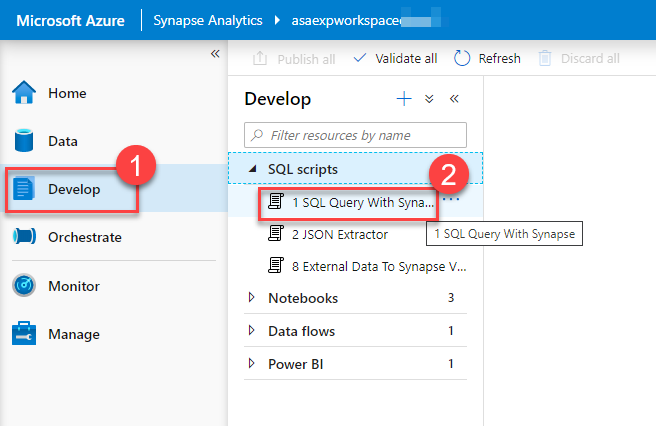 Microsoft Azure Synapse Analytics asaexpworkspace
Publish all Validate all Refresh Discard all
Home
Data
Develop
Orchestrate
Monitor
Manage
1
Develop
Filter resources by name
SQL scripts
2
1 SQL Query With Syna...
2 JSON Extractor
1 SQL Query With Synapse
8 External Data To Synapse V...
Notebooks 3
Data flows 1
Power BI 1